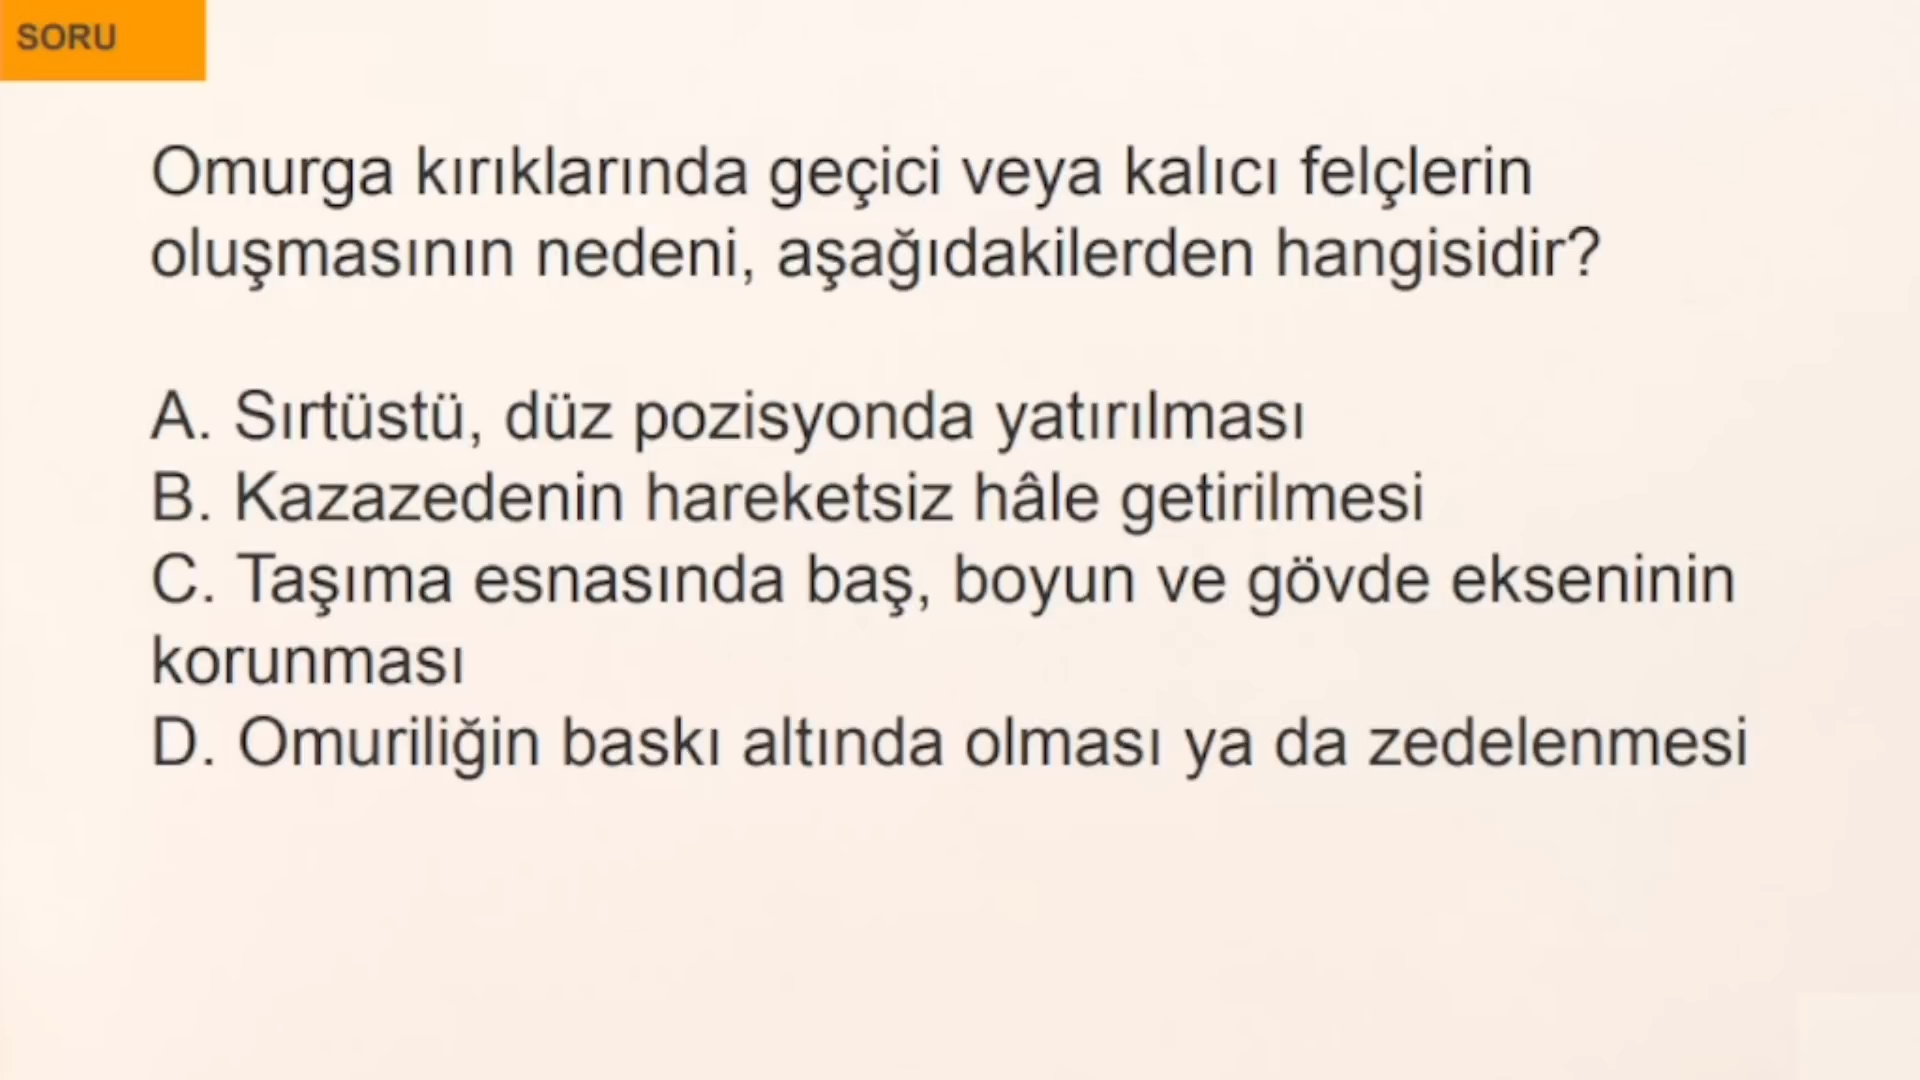 SORU
Omurga kırıklarında geçici veya kalıcı felçlerin
oluşmasının nedeni, aşağıdakilerden hangisidir?
A. Sırtüstü, düz pozisyonda yatırılması
B. Kazazedenin hareketsiz hâle getirilmesi
C. Taşıma esnasında baş, boyun ve gövde ekseninin
korunması
D. Omuriliğin baskı altında olması ya da zedelenmesi